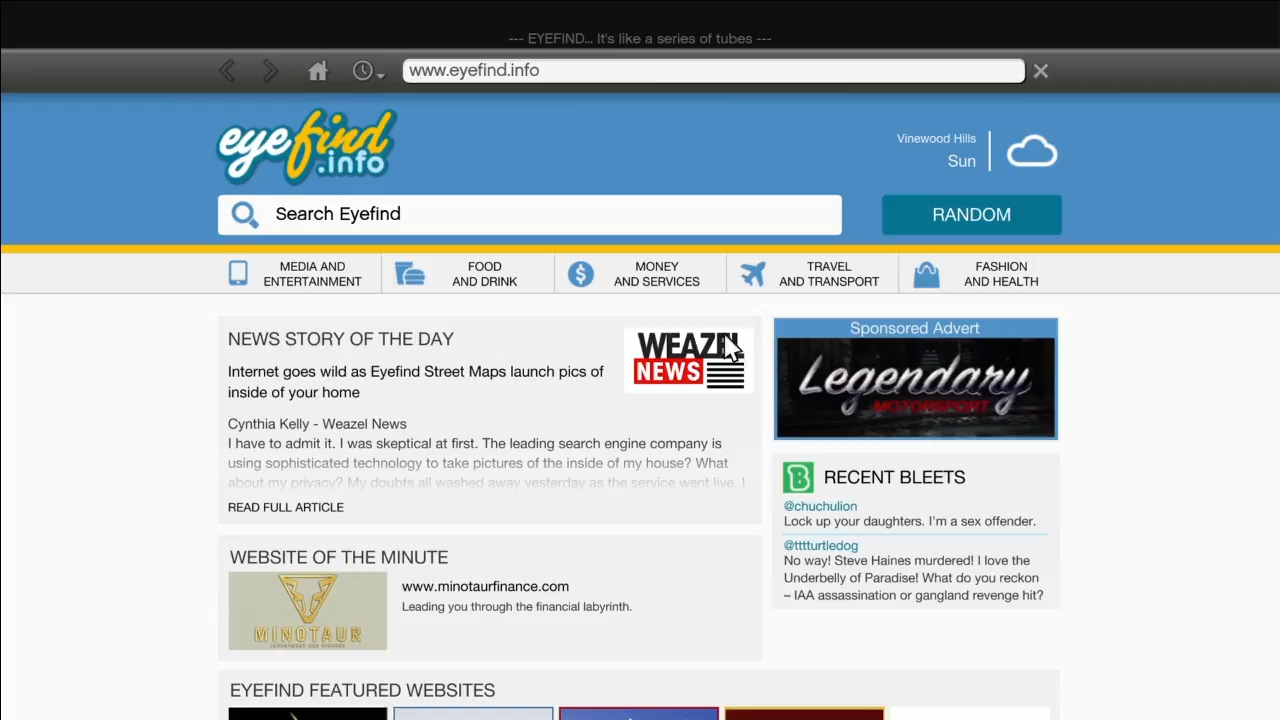 --- EYEFIND... It's like a series of tubes ---
www.eyefind.info
eyefind
.info
Vinewood Hills
Sun
Search Eyefind
RANDOM
MEDIA AND
ENTERTAINMENT
FOOD
AND DRINK
MONEY
AND SERVICES
TRAVEL
AND TRANSPORT
FASHION
AND HEALTH
NEWS STORY OF THE DAY
WEAZEL
NEWS
Internet goes wild as Eyefind Street Maps launch pics of
inside of your home
Cynthia Kelly - Weazel News
I have to admit it. I was skeptical at first. The leading search engine company is
using sophisticated technology to take pictures of the inside of my house? What
about my privacy? My doubts all washed away yesterday as the service went live. I
READ FULL ARTICLE
Sponsored Advert
Legendary
MOTORSPORT
RECENT BLEETS
@chuchulion
Lock up your daughters. I'm a sex offender.
@tttturtledog
No way! Steve Haines murdered! I love the
Underbelly of Paradise! What do you reckon
– IAA assassination or gangland revenge hit?
WEBSITE OF THE MINUTE
MINOTAUR
www.minotaurfinance.com
Leading you through the financial labyrinth.
EYEFIND FEATURED WEBSITES